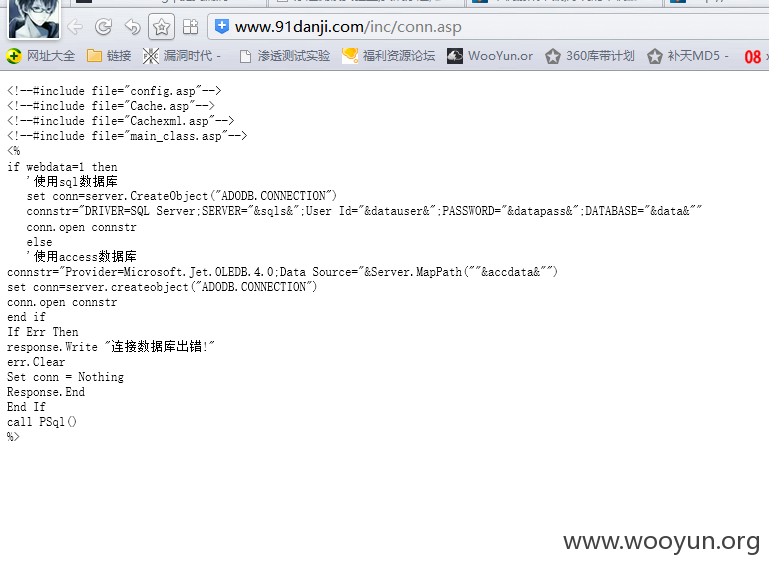 www.91danji.com/inc/conn.asp
网址大全 链接 漏洞时代 - 渗透测试实验 福利资源论坛 WooYun.or 360库带计划 补天MD5 - 08
<!--#include file="config.asp"-->
<!--#include file="Cache.asp"-->
<!--#include file="Cachexml.asp"-->
<!--#include file="main_class.asp"-->
<%
if webdata=1 then
'使用sql数据库
set conn=server.CreateObject("ADODB.CONNECTION")
connstr="DRIVER=SQL Server;SERVER="&sqls&";User Id="&datauser&";PASSWORD="&datapass&";DATABASE="&data&""
conn.open connstr
else
'使用access数据库
connstr="Provider=Microsoft.Jet.OLEDB.4.0;Data Source="&Server.MapPath(""&accdata&"")
set conn=server.createobject("ADODB.CONNECTION")
conn.open connstr
end if
If Err Then
response.Write "连接数据库出错!"
err.Clear
Set conn = Nothing
Response.End
End If
call PSql()
%>
www.wooyun.org